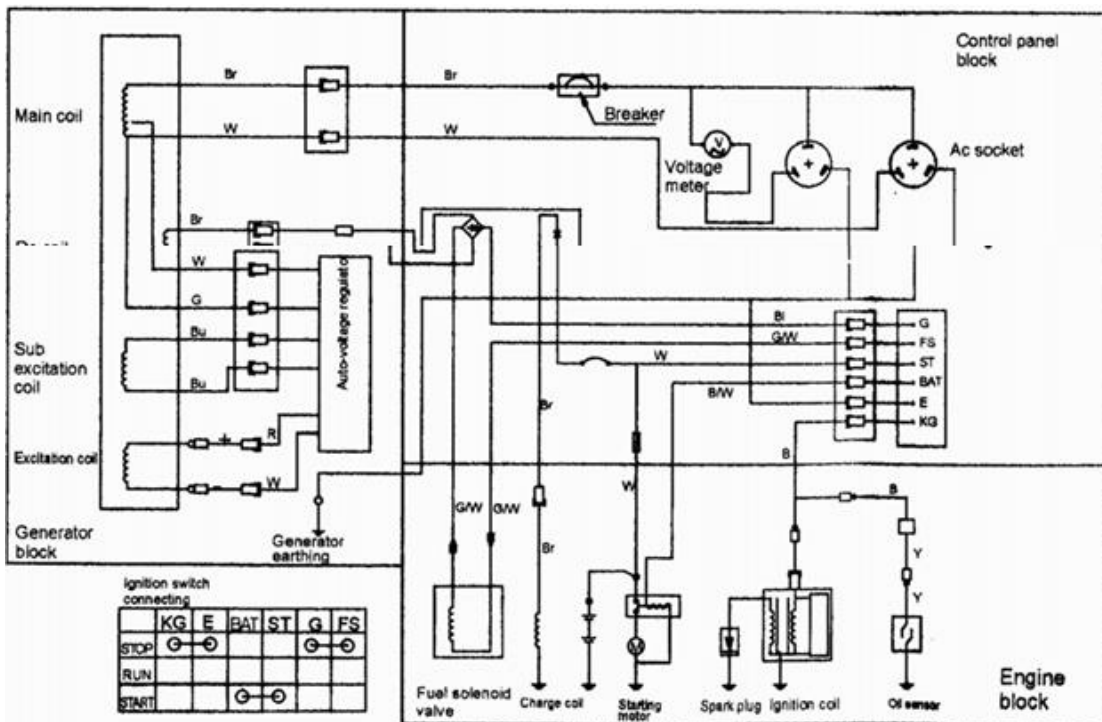 Control panel
block
Br
Br
Main coil
Breaker
W
W
V
Voltage
meter
Ac socket
Br
W
G
Bu
Sub
excitation
coil
Bu
Auto-voltage regulator
Bl
G/W
W
B/W
G
FS
ST
BAT
E
KG
Br
R
Excitation coil
W
B
W
B
Generator
block
Generator
earthing
G/W
G/W
Br
Y
Y
M
Ignition switch
connecting
KG E BAT ST G FS
STOP
RUN
START
Fuel solenoid
valve
Charge coil
Starting
motor
Spark plug
Ignition coil
Oil sensor
Engine
block